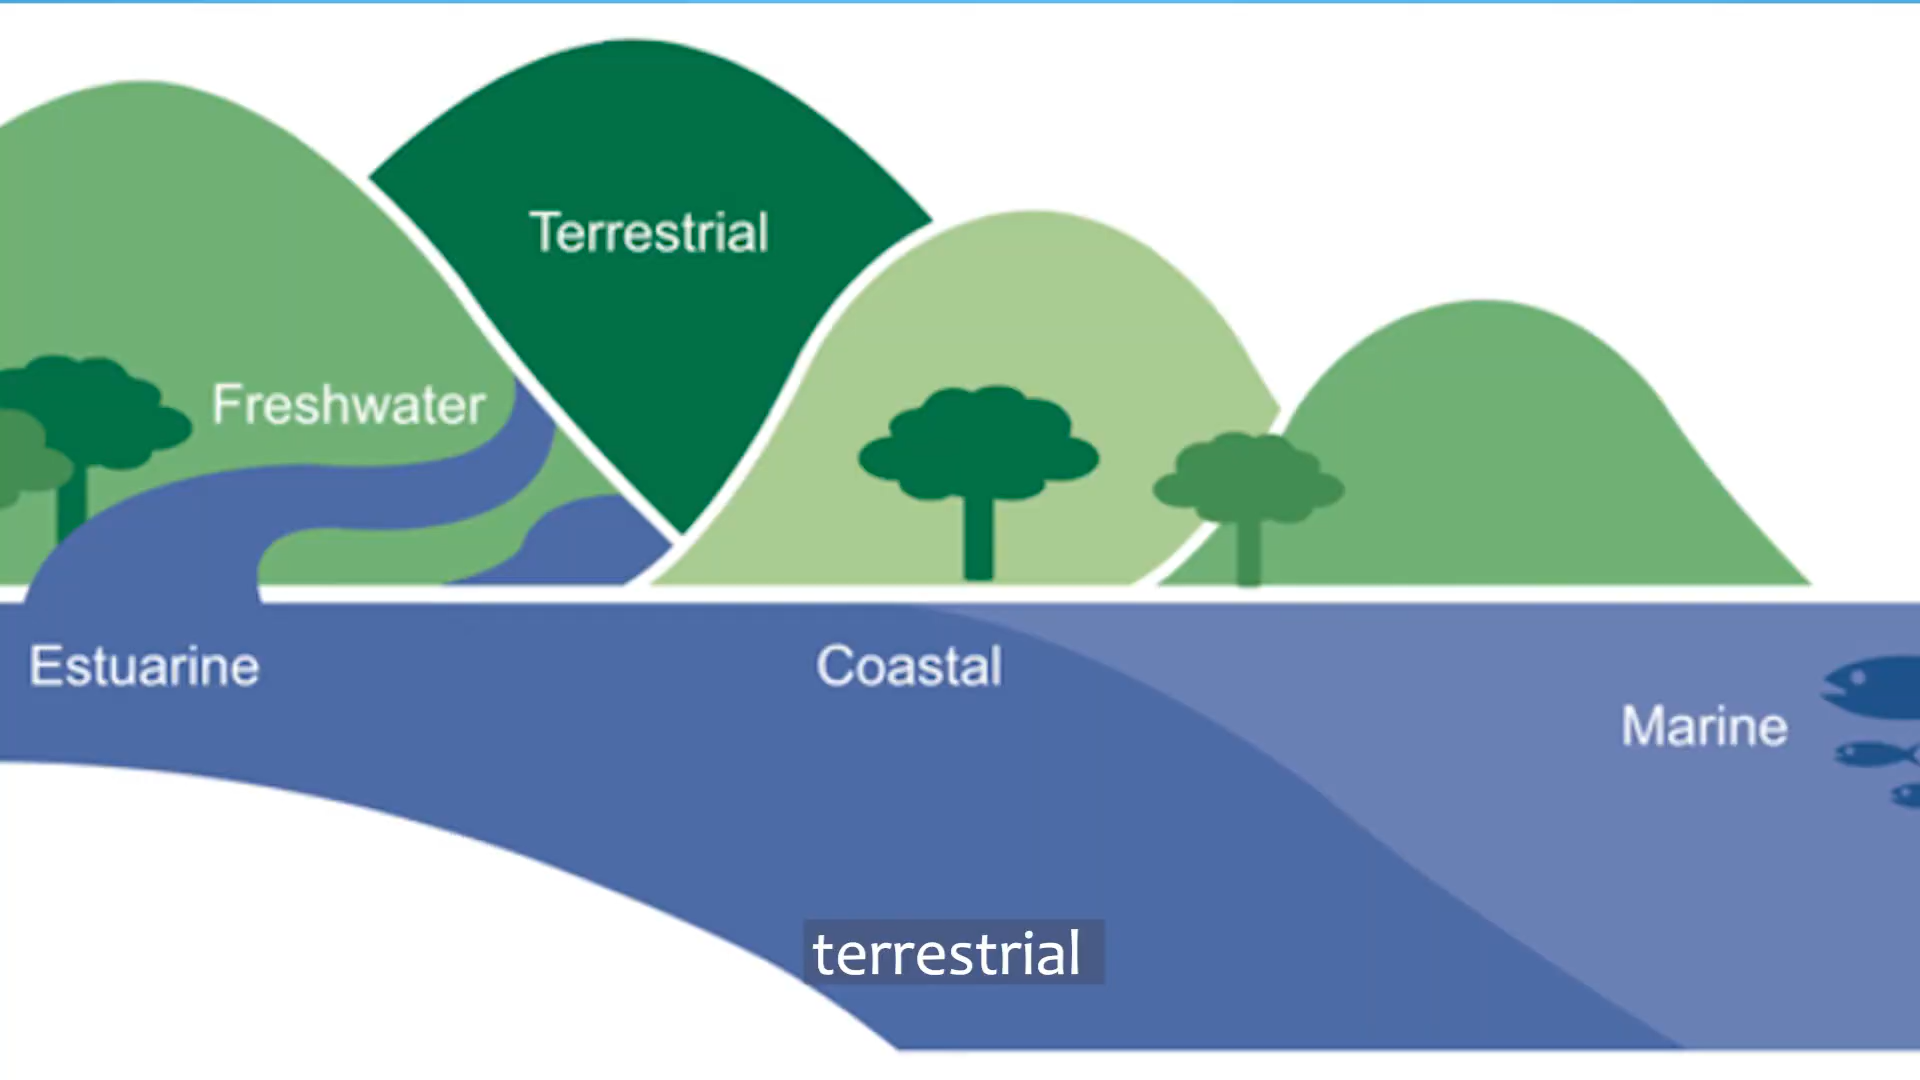 Terrestrial
Freshwater
Estuarine
Coastal
Marine
terrestrial